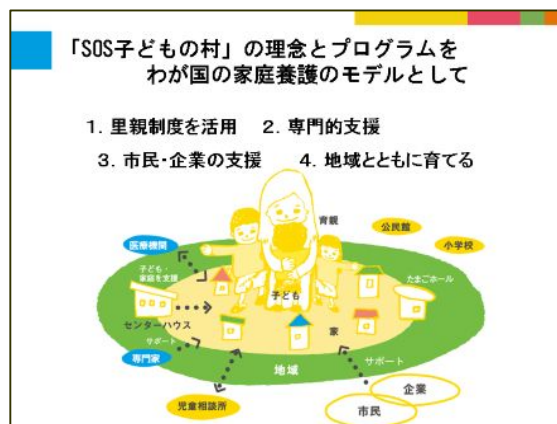 「SOS子どもの村」の理念とプログラムを
わが国の家庭養護のモデルとして
1. 里親制度を活用　2. 専門的支援
3. 市民・企業の支援　4. 地域とともに育てる
育親
公民館
医療機関
小学校
子ども・
家庭を支援
子ども
たまごホール
センターハウス
家
サポート
サポート
専門家
地域
企業
児童相談所
市民